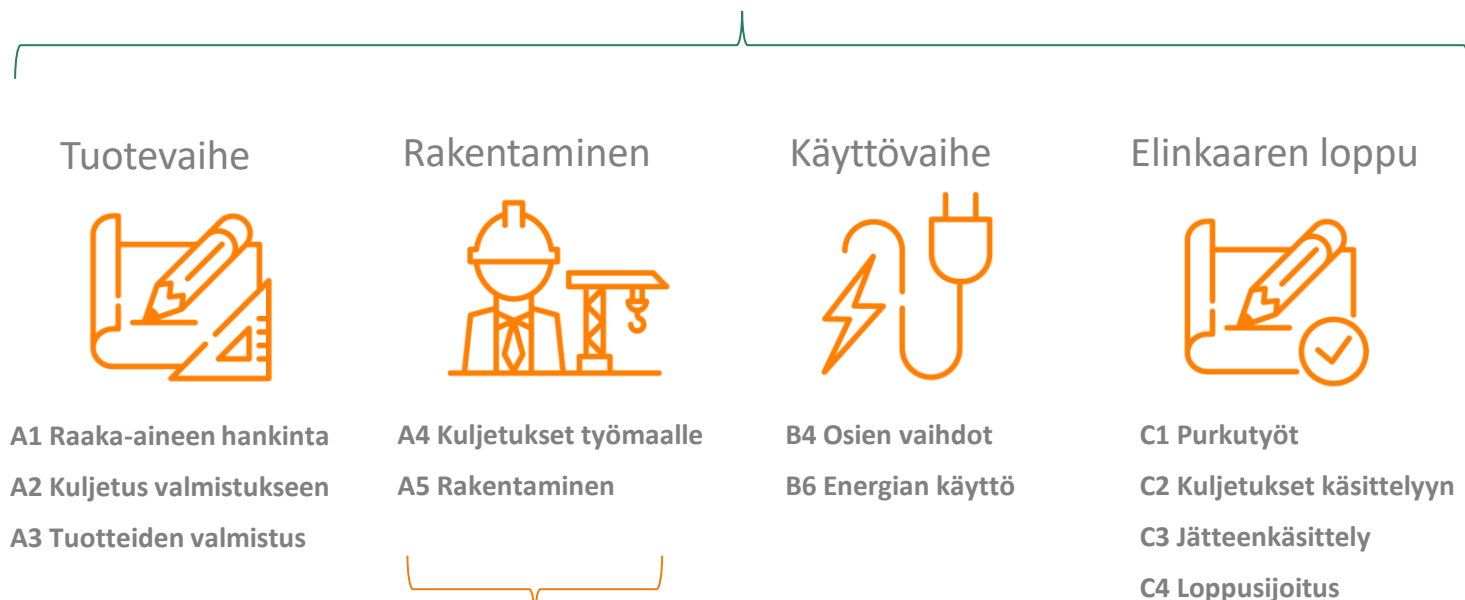 Tuotevaihe
A1 Raaka-aineen hankinta
A2 Kuljetus valmistukseen
A3 Tuotteiden valmistus
Rakentaminen
A4 Kuljetukset työmaalle
A5 Rakentaminen
Käyttövaihe
B4 Osien vaihdot
B6 Energian käyttö
Elinkaaren loppu
C1 Purkutyöt
C2 Kuljetukset käsittelyyn
C3 Jätteenkäsittely
C4 Loppusijoitus